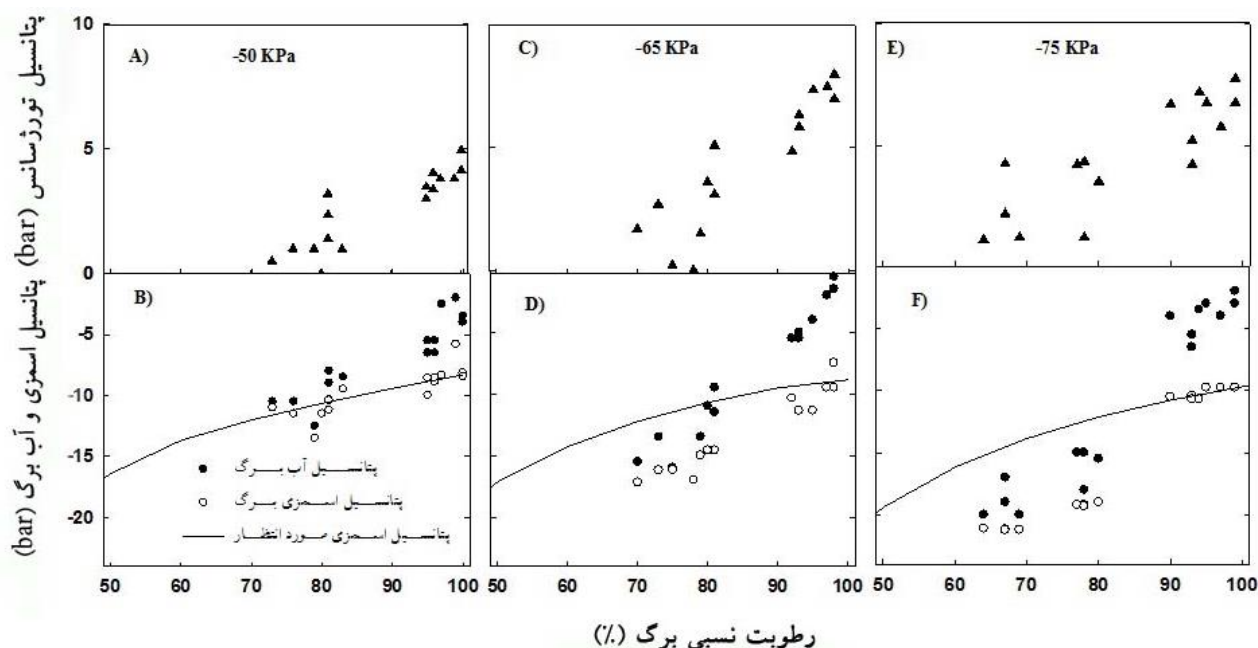 پتانسیل تورژسانس (bar)
پتانسیل اسمزی و آب برگ (bar)
A)
-50 KPa
C)
-65 KPa
E)
-75 KPa
10
5
0
B)
D)
F)
-5
-10
-15
-20
پتانسیل آب برگ
پتانسیل اسمزی برگ
پتانسیل اسمزی مورد انتظار
50 60 70 80 90 100
50 60 70 80 90 100
50 60 70 80 90 100
رطوبت نسبی برگ (٪)